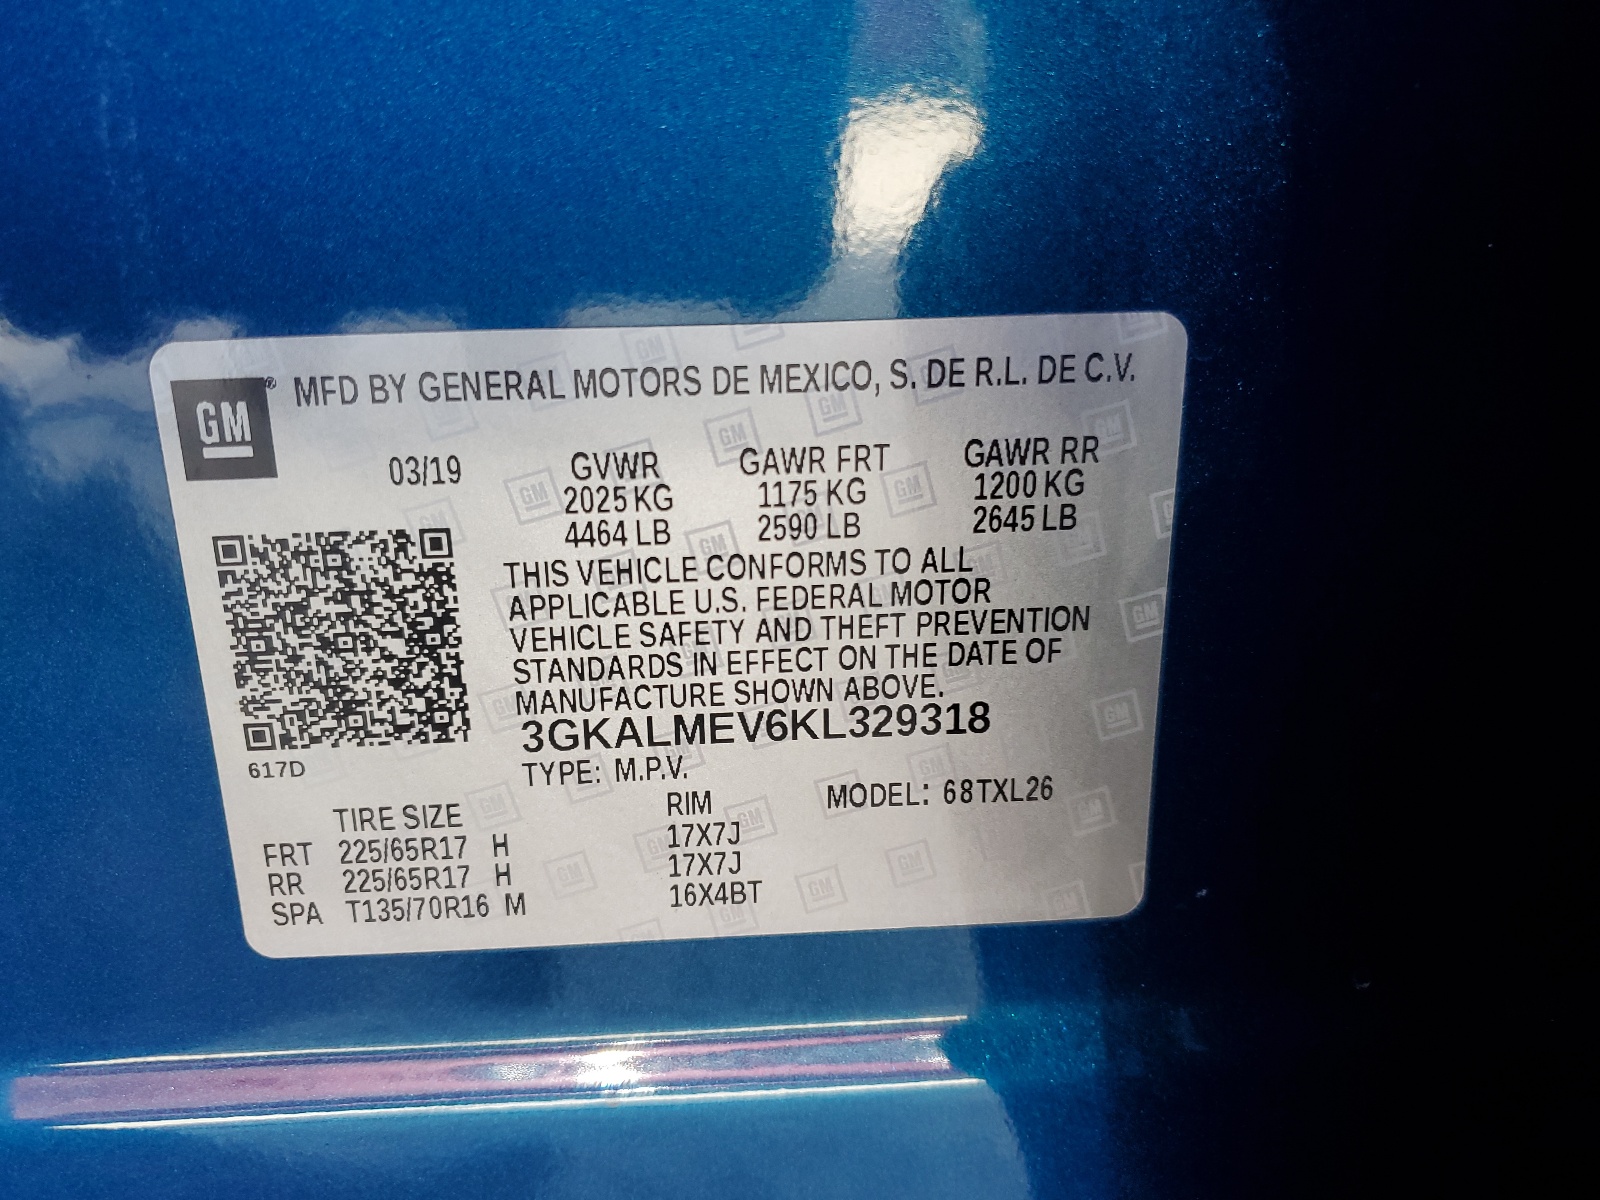 GM ® MFD BY GENERAL MOTORS DE MEXICO, S. DE R.L. DE C.V.
03/19 GVWR GAWR FRT GAWR RR
2025 KG 1175 KG 1200 KG
4464 LB 2590 LB 2645 LB
THIS VEHICLE CONFORMS TO ALL
APPLICABLE U.S. FEDERAL MOTOR
VEHICLE SAFETY AND THEFT PREVENTION
STANDARDS IN EFFECT ON THE DATE OF
MANUFACTURE SHOWN ABOVE.
3GKALMEV6KL329318
617D
TYPE: M.P.V.
TIRE SIZE RIM MODEL: 68TXL26
FRT 225/65R17 H 17X7J
RR 225/65R17 H 17X7J
SPA T135/70R16 M 16X4BT